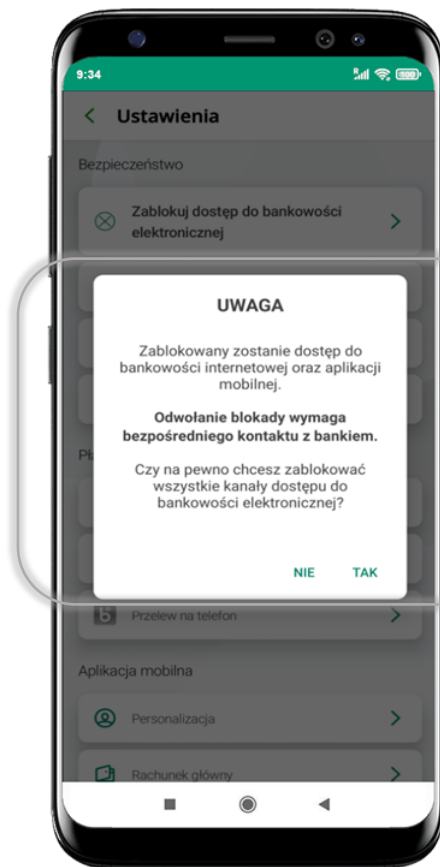 9:34
100
Ustawienia
Bezpieczeństwo
Zablokuj dostęp do bankowości
elektronicznej
UWAGA
Zablokowany zostanie dostęp do
bankowości internetowej oraz aplikacji
mobilnej.
Odwołanie blokady wymaga
bezpośredniego kontaktu z bankiem.
Czy na pewno chcesz zablokować
wszystkie kanały dostępu do
bankowości elektronicznej?
NIE TAK
Przelew na telefon
Aplikacja mobilna
Personalizacja
Rachunek główny